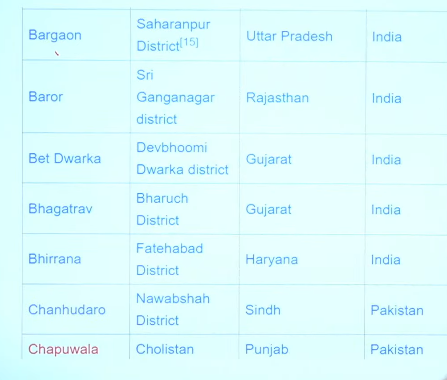 Bargaon Saharanpur District[15] Uttar Pradesh India
Baror Sri Ganganagar district Rajasthan India
Bet Dwarka Devbhoomi Dwarka district Gujarat India
Bhagatrav Bharuch District Gujarat India
Bhirrana Fatehabad District Haryana India
Chanhudaro Nawabshah District Sindh Pakistan
Chapuwala Cholistan Punjab Pakistan